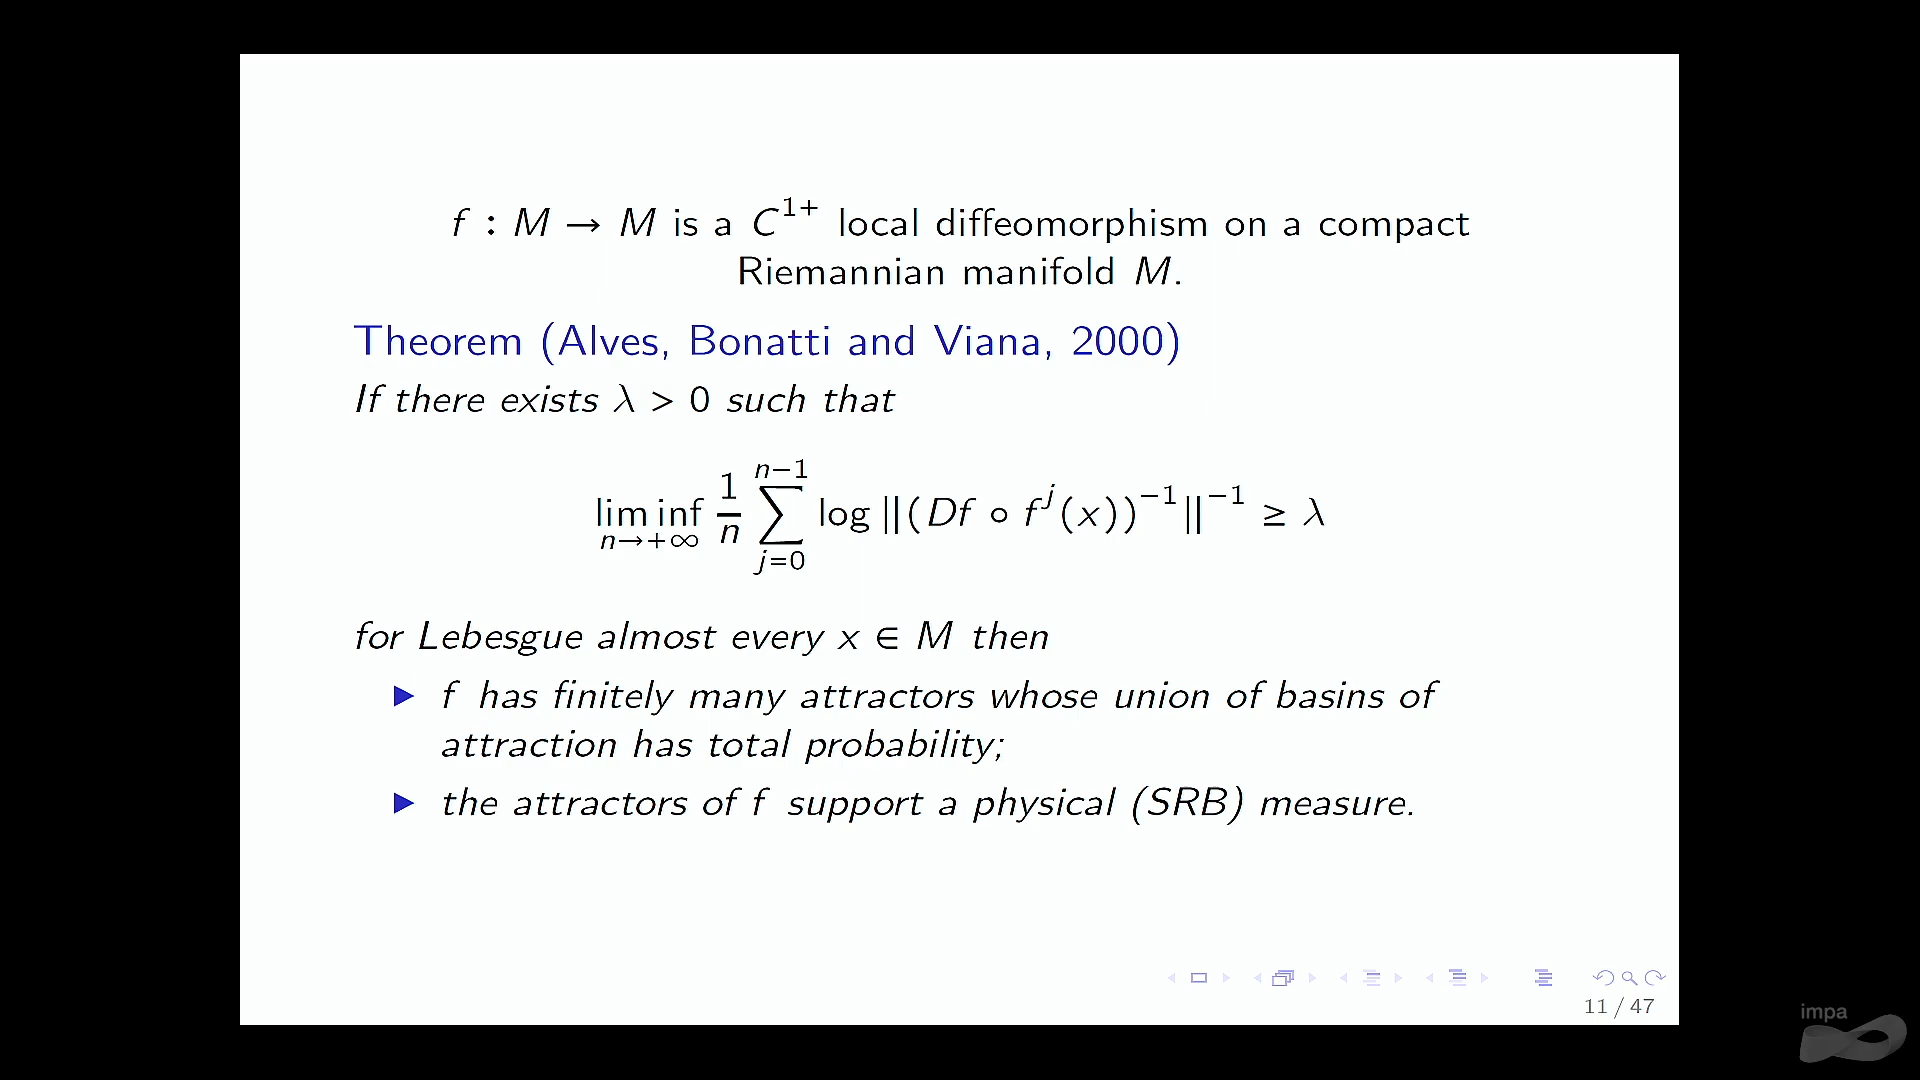 f : M → M is a C^{1+} local diffeomorphism on a compact
Riemannian manifold M.
Theorem (Alves, Bonatti and Viana, 2000)
If there exists λ > 0 such that
lim inf_{n→+∞} \frac{1}{n} \sum_{j=0}^{n−1} log ||(Df ∘ f^j(x))^{−1}||^{−1} ≥ λ
for Lebesgue almost every x ∈ M then
▶ f has finitely many attractors whose union of basins of
attraction has total probability;
▶ the attractors of f support a physical (SRB) measure.
11 / 47
impa